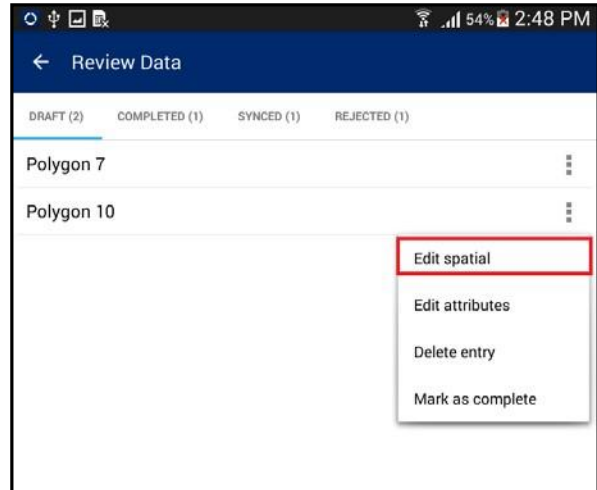 54% 2:48 PM
Review Data
DRAFT (2) COMPLETED (1) SYNCED (1) REJECTED (1)
Polygon 7
Polygon 10
Edit spatial
Edit attributes
Delete entry
Mark as complete